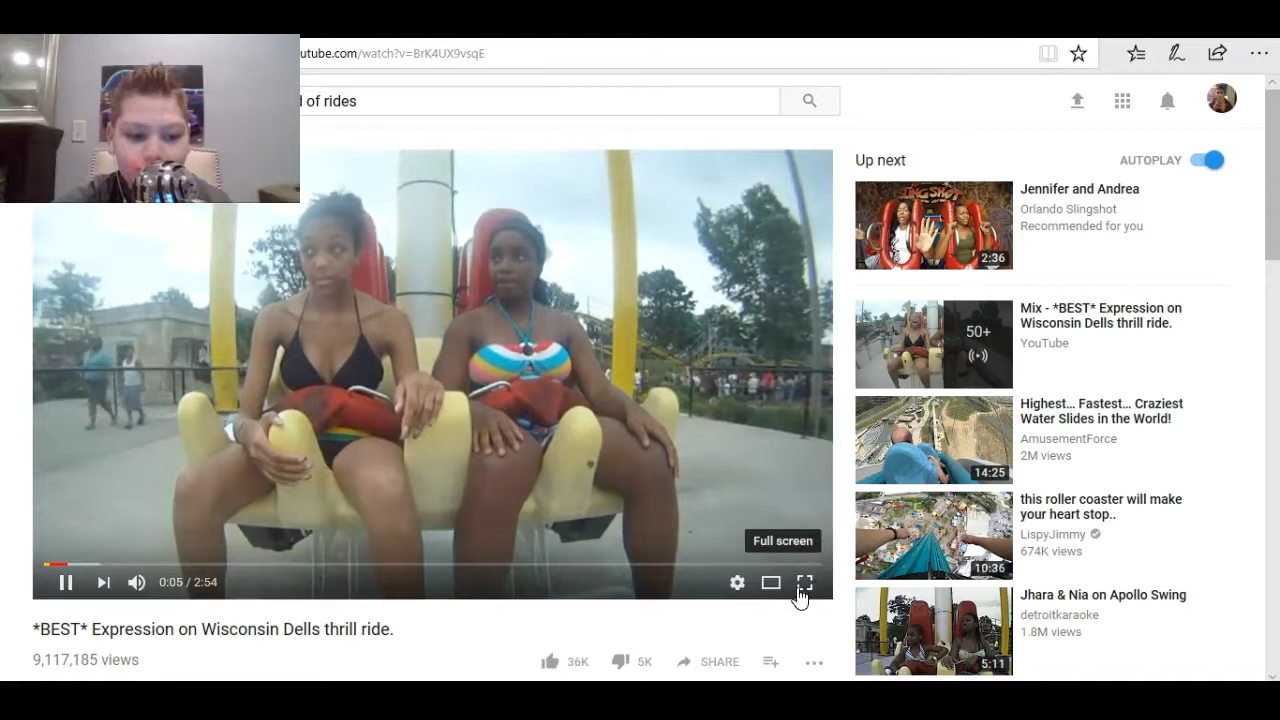 utube.com/watch?v=BrK4UX9vsqE
d of rides
Up next
AUTOPLAY
Jennifer and Andrea
Orlando Slingshot
Recommended for you
2:36
Mix - *BEST* Expression on
Wisconsin Dells thrill ride.
YouTube
50+
Highest... Fastest... Craziest
Water Slides in the World!
AmusementForce
2M views
14:25
this roller coaster will make
your heart stop..
LispyJimmy
674K views
10:36
Jhara & Nia on Apollo Swing
detroitkaraoke
1.8M views
5:11
Full screen
0:05 / 2:54
*BEST* Expression on Wisconsin Dells thrill ride.
9,117,185 views
36K
5K
SHARE